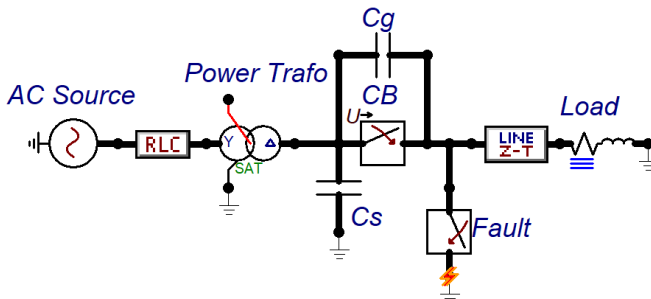 Cg
Power Trafo
AC Source
CB
U
Load
RLC
Y
Δ
SAT
LINE
Z-T
Cs
Fault